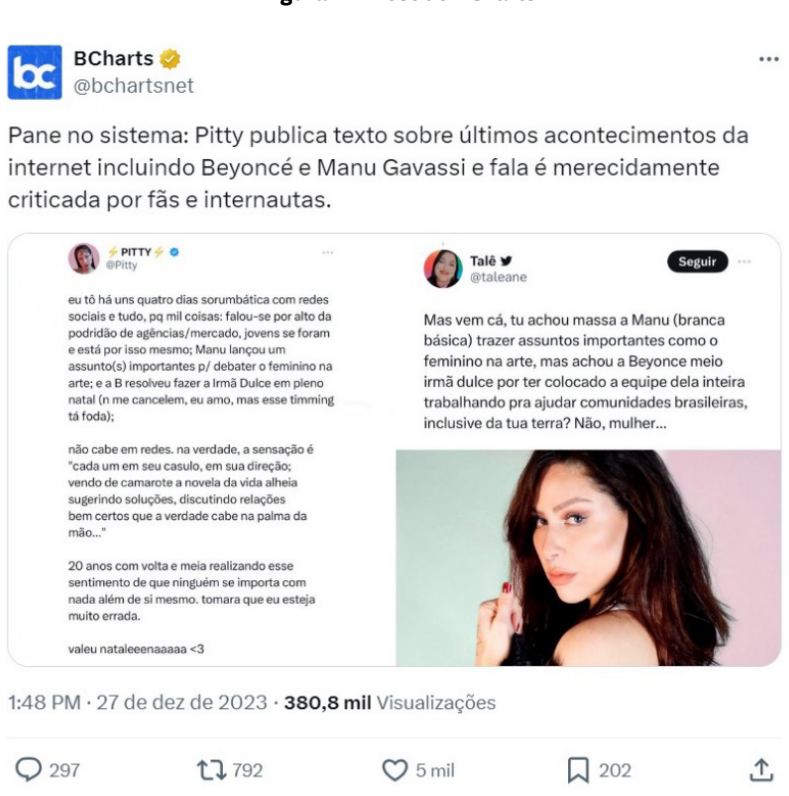 BCharts
@bchartsnet
Pane no sistema: Pitty publica texto sobre últimos acontecimentos da
internet incluindo Beyoncé e Manu Gavassi e fala é merecidamente
criticada por fãs e internautas.
⚡PITTY⚡
@Pitty
eu tô há uns quatro dias sorumbática com redes
sociais e tudo, pq mil coisas: falou-se por alto da
podridão de agências/mercado, jovens se foram
e está por isso mesmo; Manu lançou um
assunto(s) importantes p/ debater o feminino na
arte; e a B resolveu fazer a Irmã Dulce em pleno
natal (n me cancelem, eu amo, mas esse timming
tá foda);
não cabe em redes. na verdade, a sensação é
"cada um em seu casulo, em sua direção;
vendo de camarote a novela da vida alheia
sugerindo soluções, discutindo relações
bem certos que a verdade cabe na palma da
mão..."
20 anos com volta e meia realizando esse
sentimento de que ninguém se importa com
nada além de si mesmo. tomara que eu esteja
muito errada.
valeu nataleeenaaaaa <3
Talê
@taleane
Seguir
Mas vem cá, tu achou massa a Manu (branca
básica) trazer assuntos importantes como o
feminino na arte, mas achou a Beyonce meio
irmã dulce por ter colocado a equipe dela inteira
trabalhando pra ajudar comunidades brasileiras,
inclusive da tua terra? Não, mulher...
1:48 PM · 27 de dez de 2023 · 380,8 mil Visualizações
297 792 5 mil 202